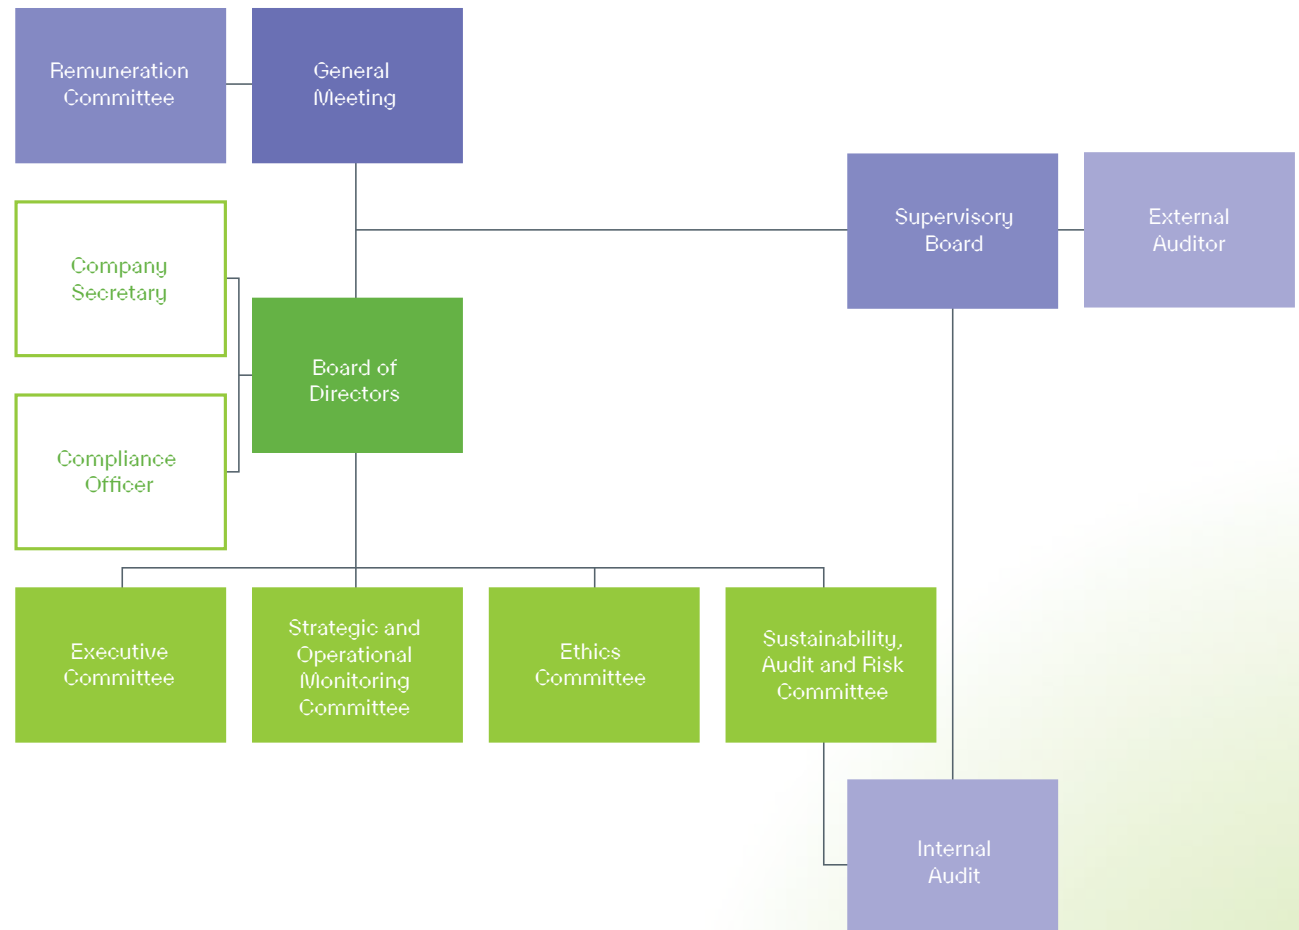 Remuneration
Committee
General
Meeting
Supervisory
Board
External
Auditor
Company
Secretary
Board of
Directors
Compliance
Officer
Executive
Committee
Strategic and
Operational
Monitoring
Committee
Ethics
Committee
Sustainability,
Audit and Risk
Committee
Internal
Audit